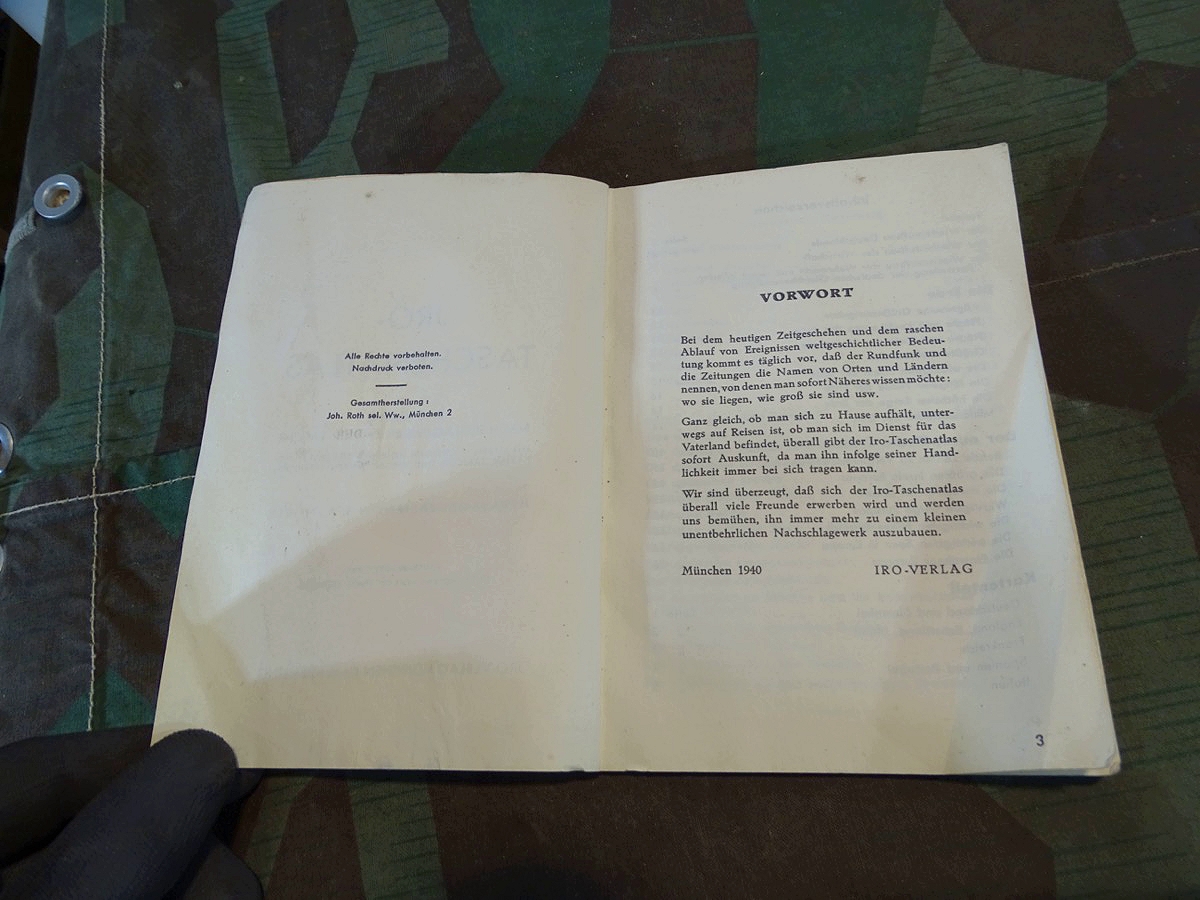 Alle Rechte vorbehalten.
Nachdruck verboten.
Gesamtherstellung:
Joh. Roth sel. Ww., München 2
VORWORT
Bei dem heutigen Zeitgeschehen und dem raschen
Ablauf von Ereignissen weltgeschichtlicher Bedeu-
tung kommt es täglich vor, daß der Rundfunk und
die Zeitungen die Namen von Orten und Ländern
nennen, von denen man sofort Näheres wissen möchte:
wo sie liegen, wie groß sie sind usw.
Ganz gleich, ob man sich zu Hause aufhält, unter-
wegs auf Reisen ist, ob man sich im Dienst für das
Vaterland befindet, überall gibt der Iro-Taschenatlas
sofort Auskunft, da man ihn infolge seiner Hand-
lichkeit immer bei sich tragen kann.
Wir sind überzeugt, daß sich der Iro-Taschenatlas
überall viele Freunde erwerben wird und werden
uns bemühen, ihn immer mehr zu einem kleinen
unentbehrlichen Nachschlagewerk auszubauen.
München 1940 IRO-VERLAG
3